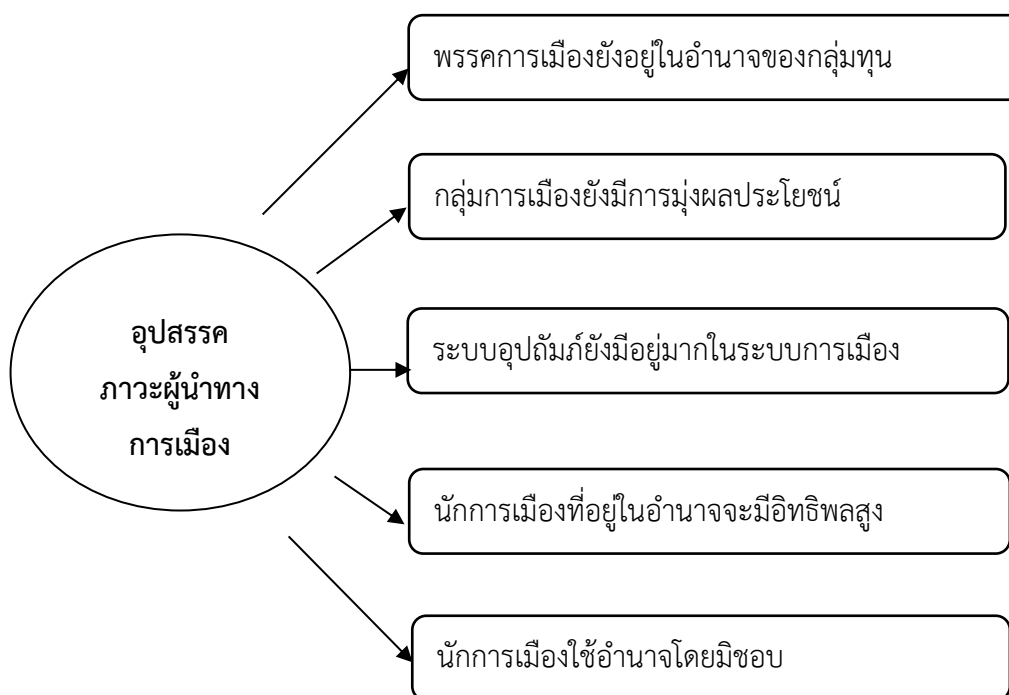 พรรคการเมืองยังอยู่ในอำนาจของกลุ่มทุน
กลุ่มการเมืองยังมีการมุ่งผลประโยชน์
อุปสรรค
ภาวะผู้นำทาง
การเมือง
ระบบอุปถัมภ์ยังมีอยู่มากในระบบการเมือง
นักการเมืองที่อยู่ในอำนาจจะมีอิทธิพลสูง
นักการเมืองใช้อำนาจโดยมิชอบ